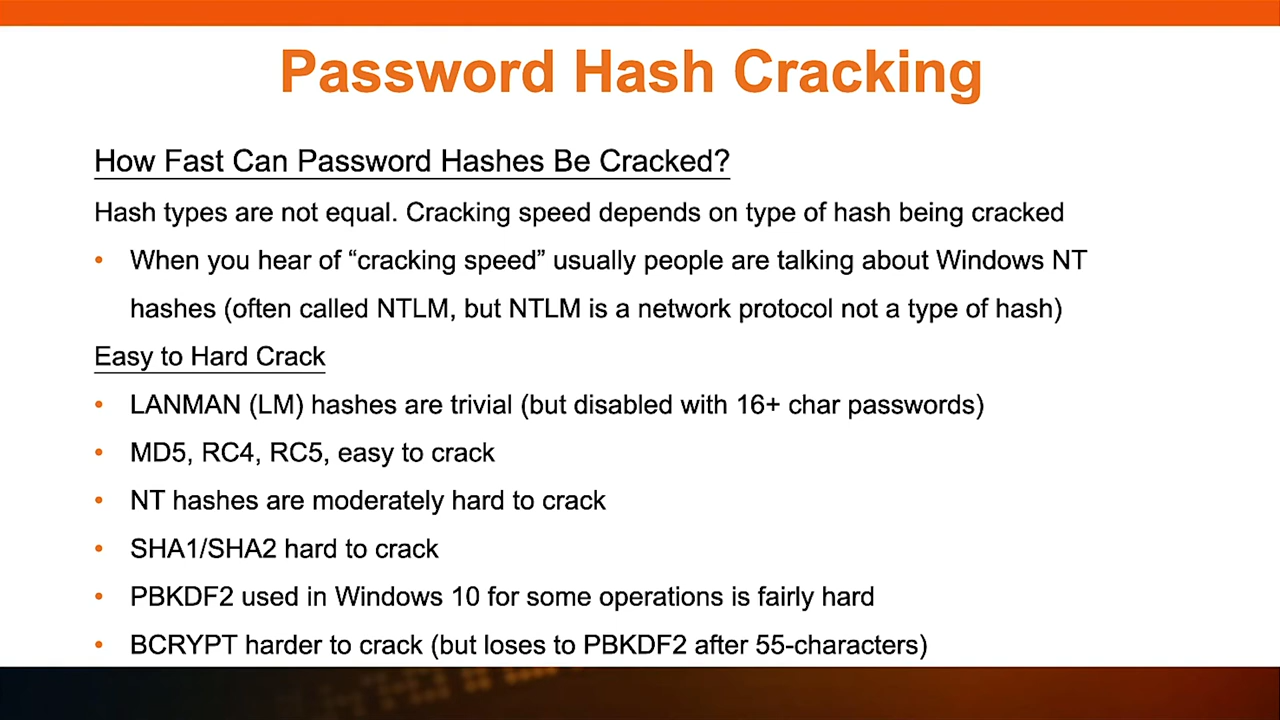 Password Hash Cracking
How Fast Can Password Hashes Be Cracked?
Hash types are not equal. Cracking speed depends on type of hash being cracked
• When you hear of “cracking speed” usually people are talking about Windows NT
hashes (often called NTLM, but NTLM is a network protocol not a type of hash)
Easy to Hard Crack
• LANMAN (LM) hashes are trivial (but disabled with 16+ char passwords)
• MD5, RC4, RC5, easy to crack
• NT hashes are moderately hard to crack
• SHA1/SHA2 hard to crack
• PBKDF2 used in Windows 10 for some operations is fairly hard
• BCRYPT harder to crack (but loses to PBKDF2 after 55-characters)